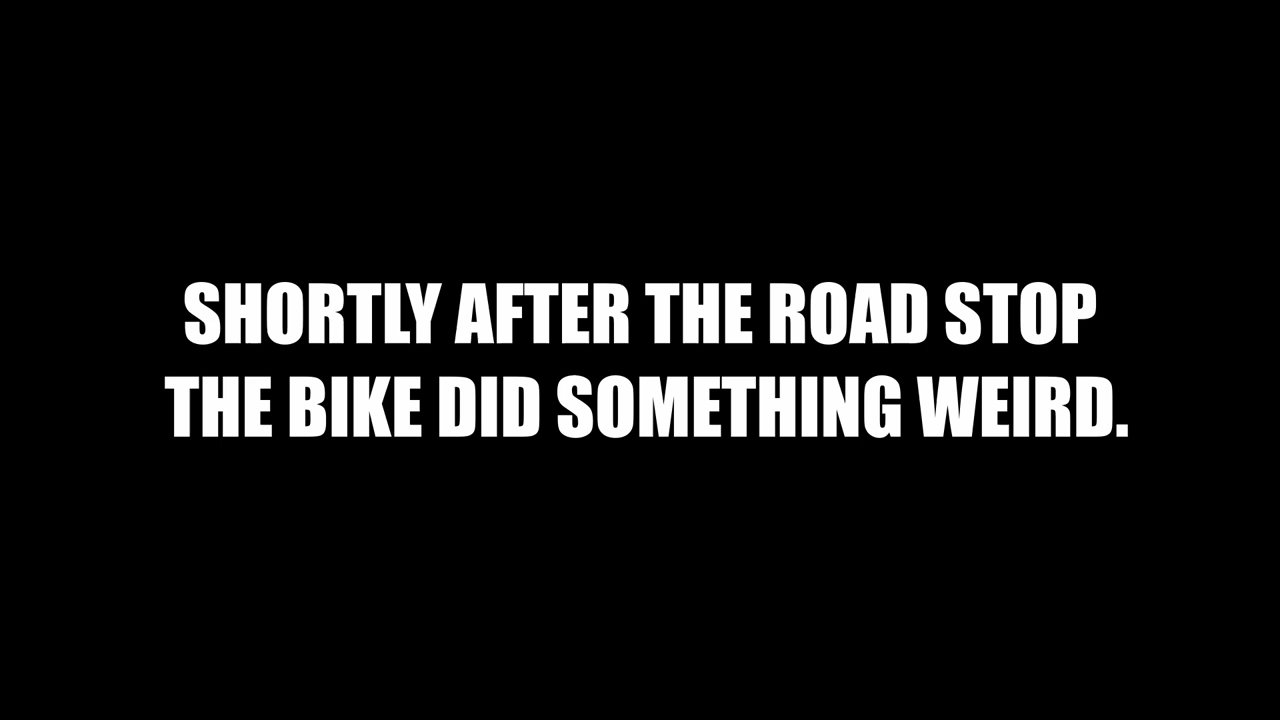 SHORTLY AFTER THE ROAD STOP
THE BIKE DID SOMETHING WEIRD.